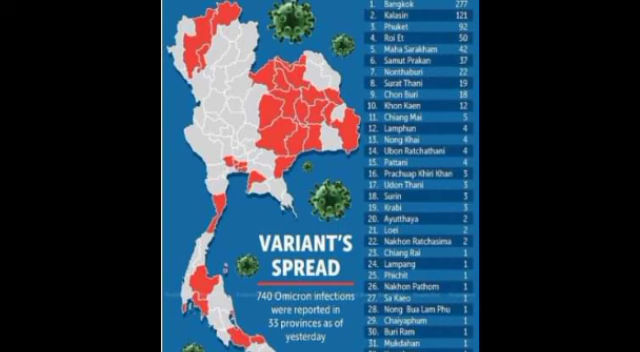 1. Bangkok 277
2. Kalasin 121
3. Phuket 92
4. Roi Et 50
5. Maha Sarakham 42
6. Samut Prakan 37
7. Nonthaburi 22
8. Surat Thani 19
9. Chon Buri 18
10. Khon Kaen 12
11. Chiang Mai 5
12. Lamphun 4
13. Nong Khai 4
14. Ubon Ratchathani 4
15. Pattani 4
16. Prachuap Khiri Khan 3
17. Udon Thani 3
18. Surin 3
19. Krabi 3
20. Ayutthaya 2
21. Loei 2
22. Nakhon Ratchasima 2
23. Chiang Rai 1
24. Lampang 1
25. Phichit 1
26. Nakhon Pathom 1
27. Sa Kaeo 1
28. Nong Bua Lam Phu 1
29. Chaiyaphum 1
30. Buri Ram 1
31. Mukdahan 1
VARIANT'S
SPREAD
740 Omicron infections
were reported in
33 provinces as of
yesterday